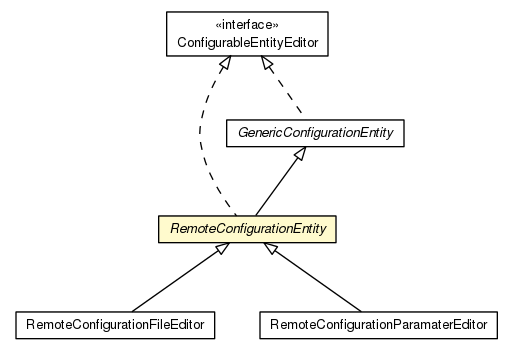 «interface»
ConfigurableEntityEditor
GenericConfigurationEntity
RemoteConfigurationEntity
RemoteConfigurationFileEditor
RemoteConfigurationParamaterEditor